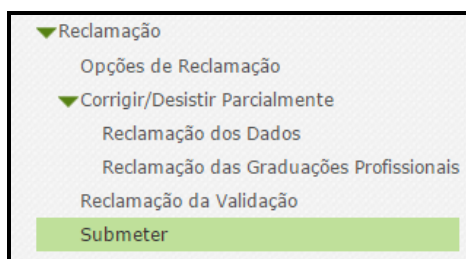 Reclamação
Opções de Reclamação
Corrigir/Desistir Parcialmente
Reclamação dos Dados
Reclamação das Graduações Profissionais
Reclamação da Validação
Submeter